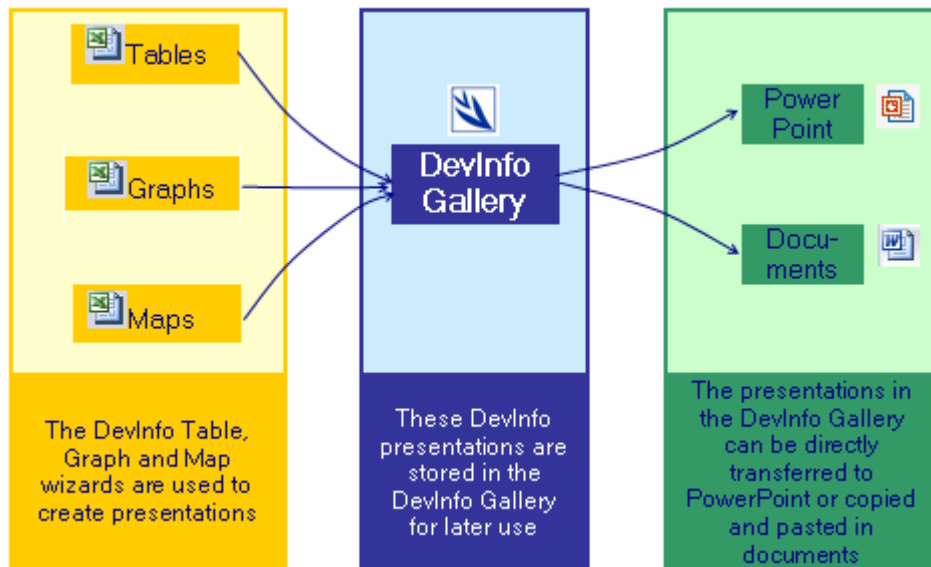 Tables
Graphs
Maps
The DevInfo Table,
Graph and Map
wizards are used to
create presentations
DevInfo
Gallery
These DevInfo
presentations are
stored in the
DevInfo Gallery
for later use
Power
Point
Docu-
ments
The presentations in
the DevInfo Gallery
can be directly
transferred to
PowerPoint or copied
and pasted in
documents